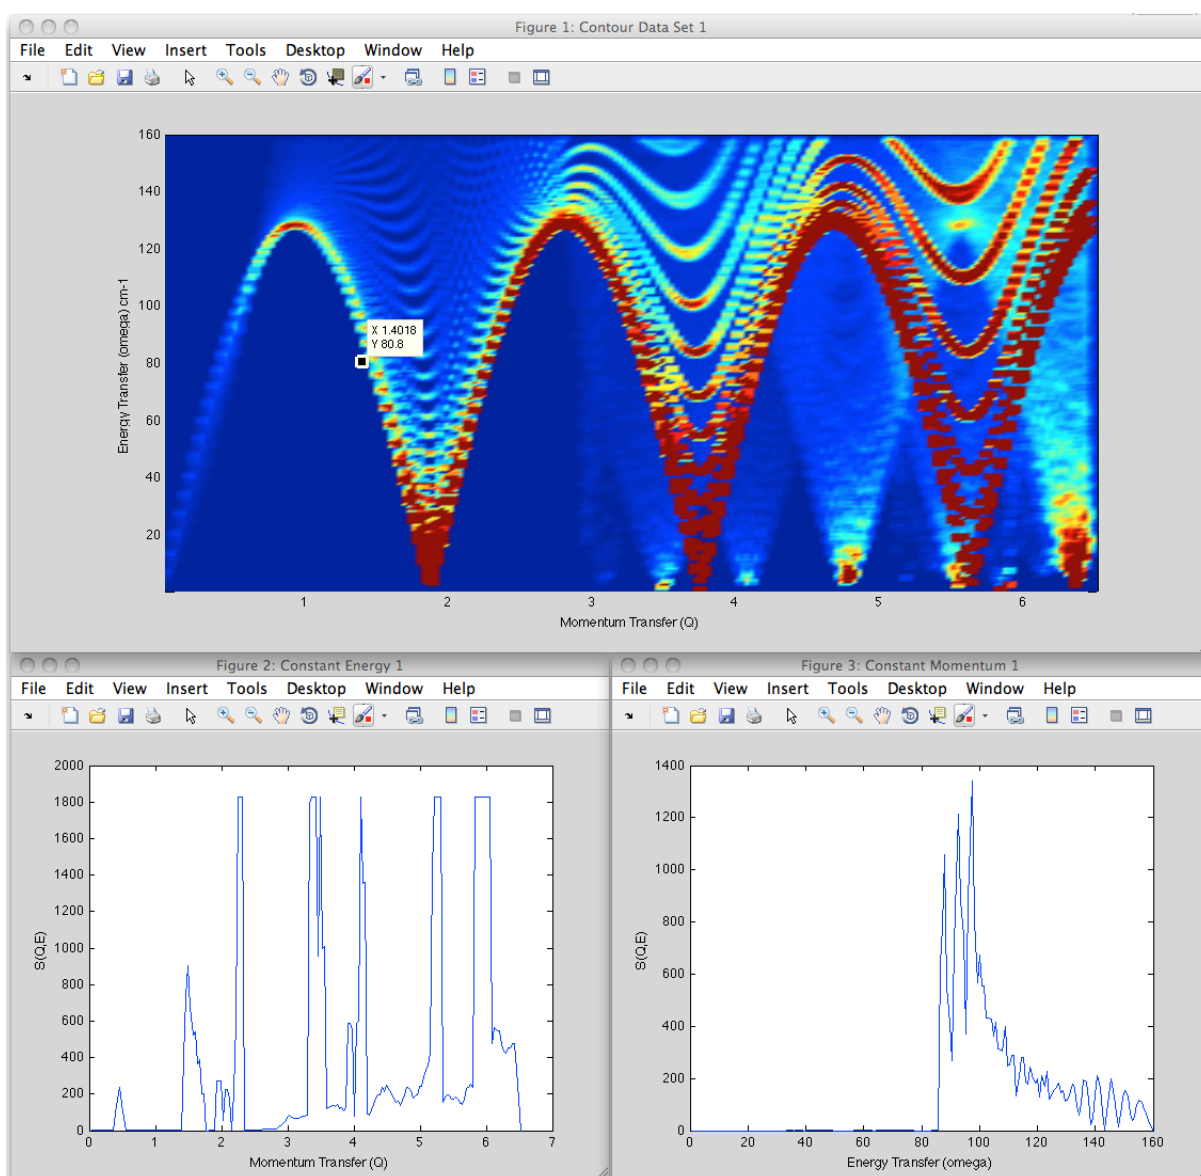 Figure 1: Contour Data Set 1
File Edit View Insert Tools Desktop Window Help
160
140
120
100
80
60
40
20
Energy Transfer (omega) cm-1
X 1.4018
Y 80.8
1 2 3 4 5 6
Momentum Transfer (Q)
Figure 2: Constant Energy 1
File Edit View Insert Tools Desktop Window Help
2000
1800
1600
1400
1200
1000
800
600
400
200
0
S(Q,E)
0 1 2 3 4 5 6 7
Momentum Transfer (Q)
Figure 3: Constant Momentum 1
File Edit View Insert Tools Desktop Window Help
1400
1200
1000
800
600
400
200
0
S(Q,E)
0 20 40 60 80 100 120 140 160
Energy Transfer (omega)